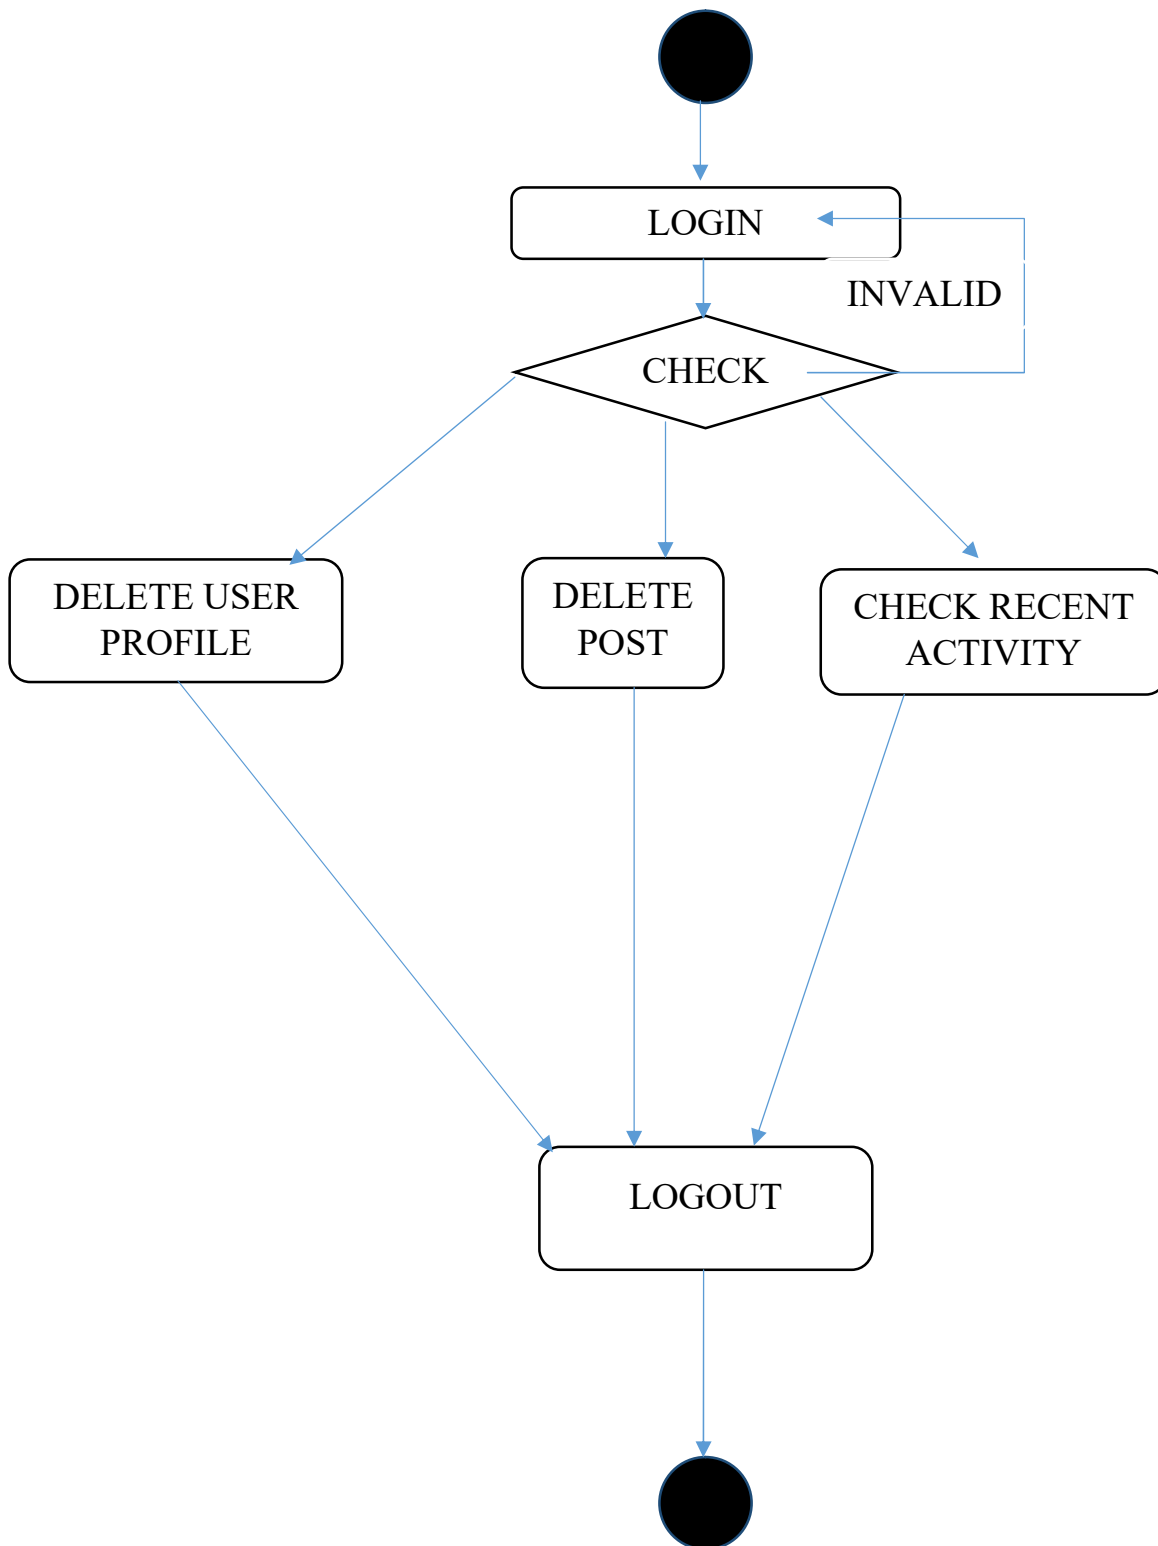 LOGIN
INVALID
CHECK
DELETE USER
PROFILE
DELETE
POST
CHECK RECENT
ACTIVITY
LOGOUT